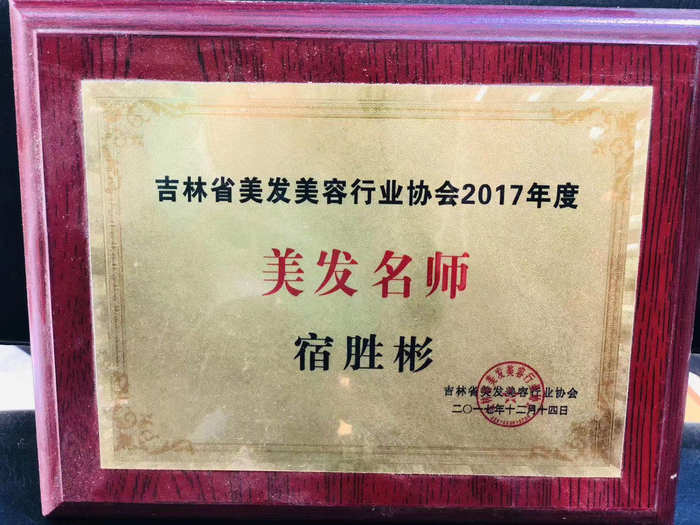 吉林省美发美容行业协会2017年度
美发名师
宿胜彬
吉林省美发美容行业协会
二〇一七年十二月十四日